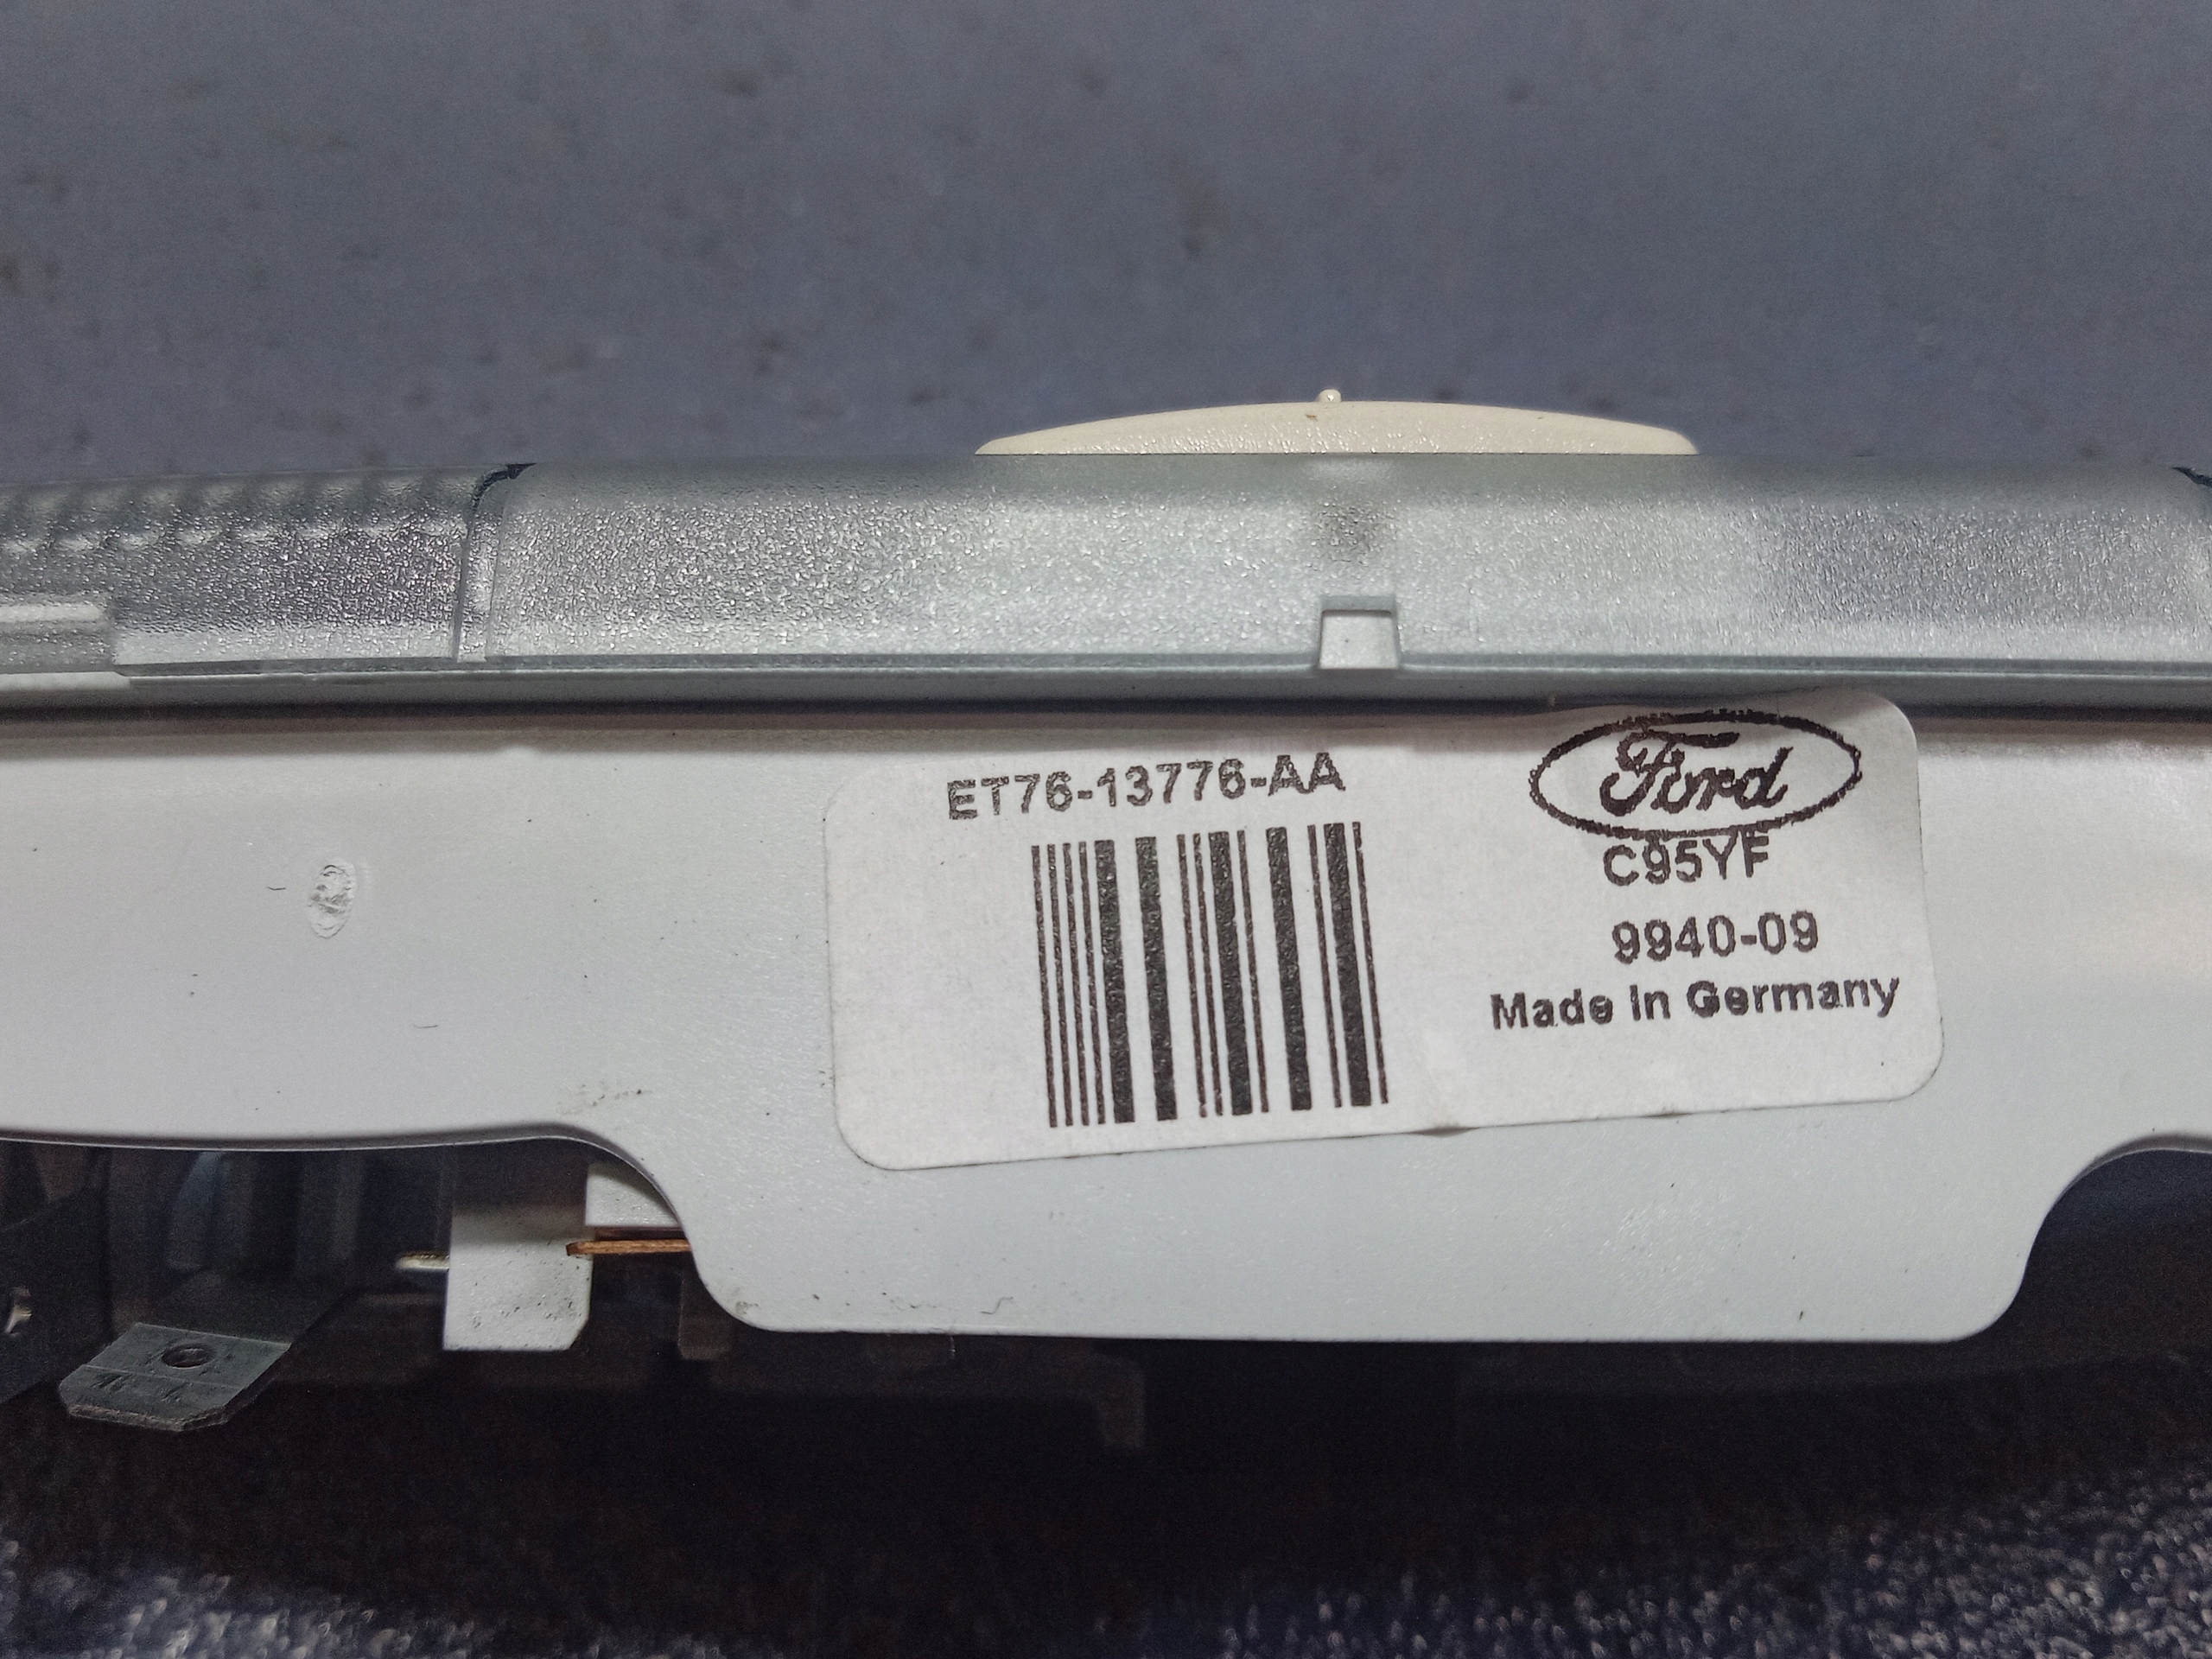 ET76-13776-AA
Ford
C95YF
9940-09
Made in Germany